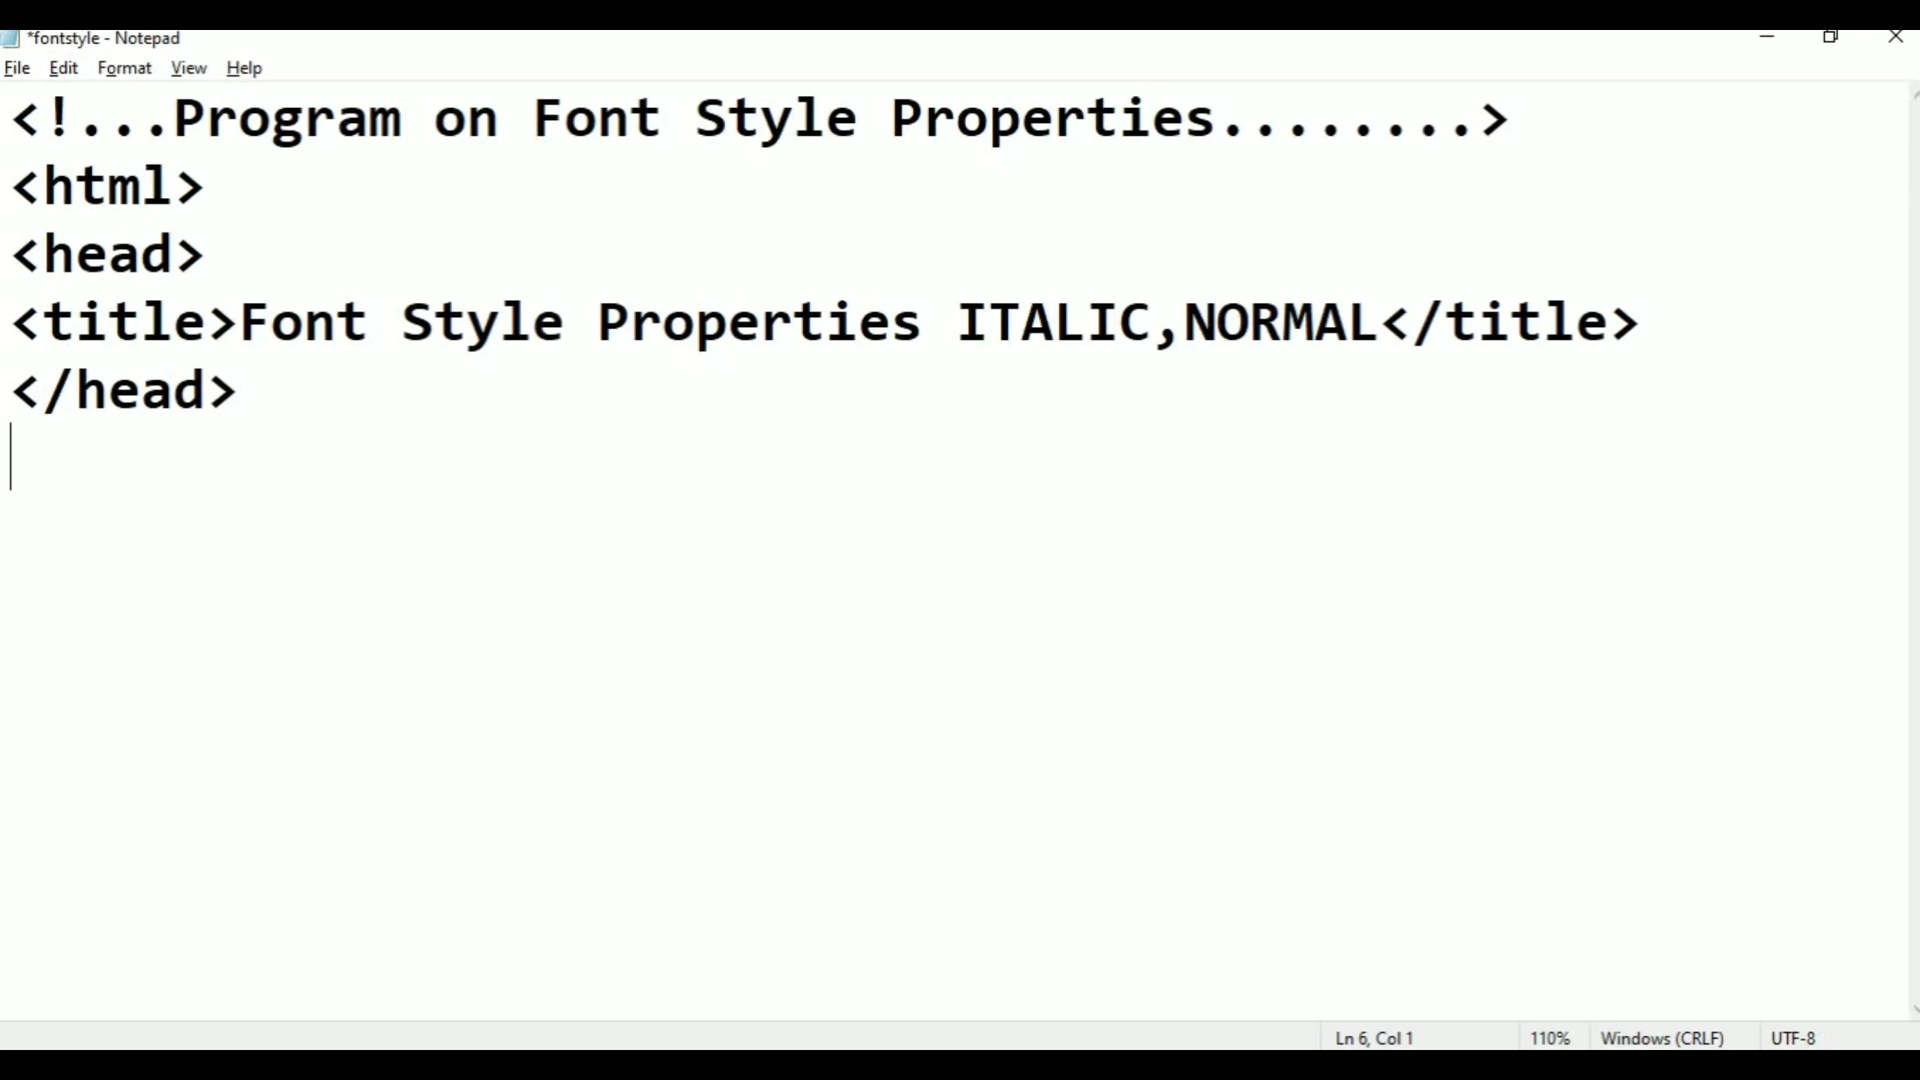 *fontstyle - Notepad
File Edit Format View Help
<!...Program on Font Style Properties........>
<html>
<head>
<title>Font Style Properties ITALIC,NORMAL</title>
</head>
Ln 6, Col 1 110% Windows (CRLF) UTF-8